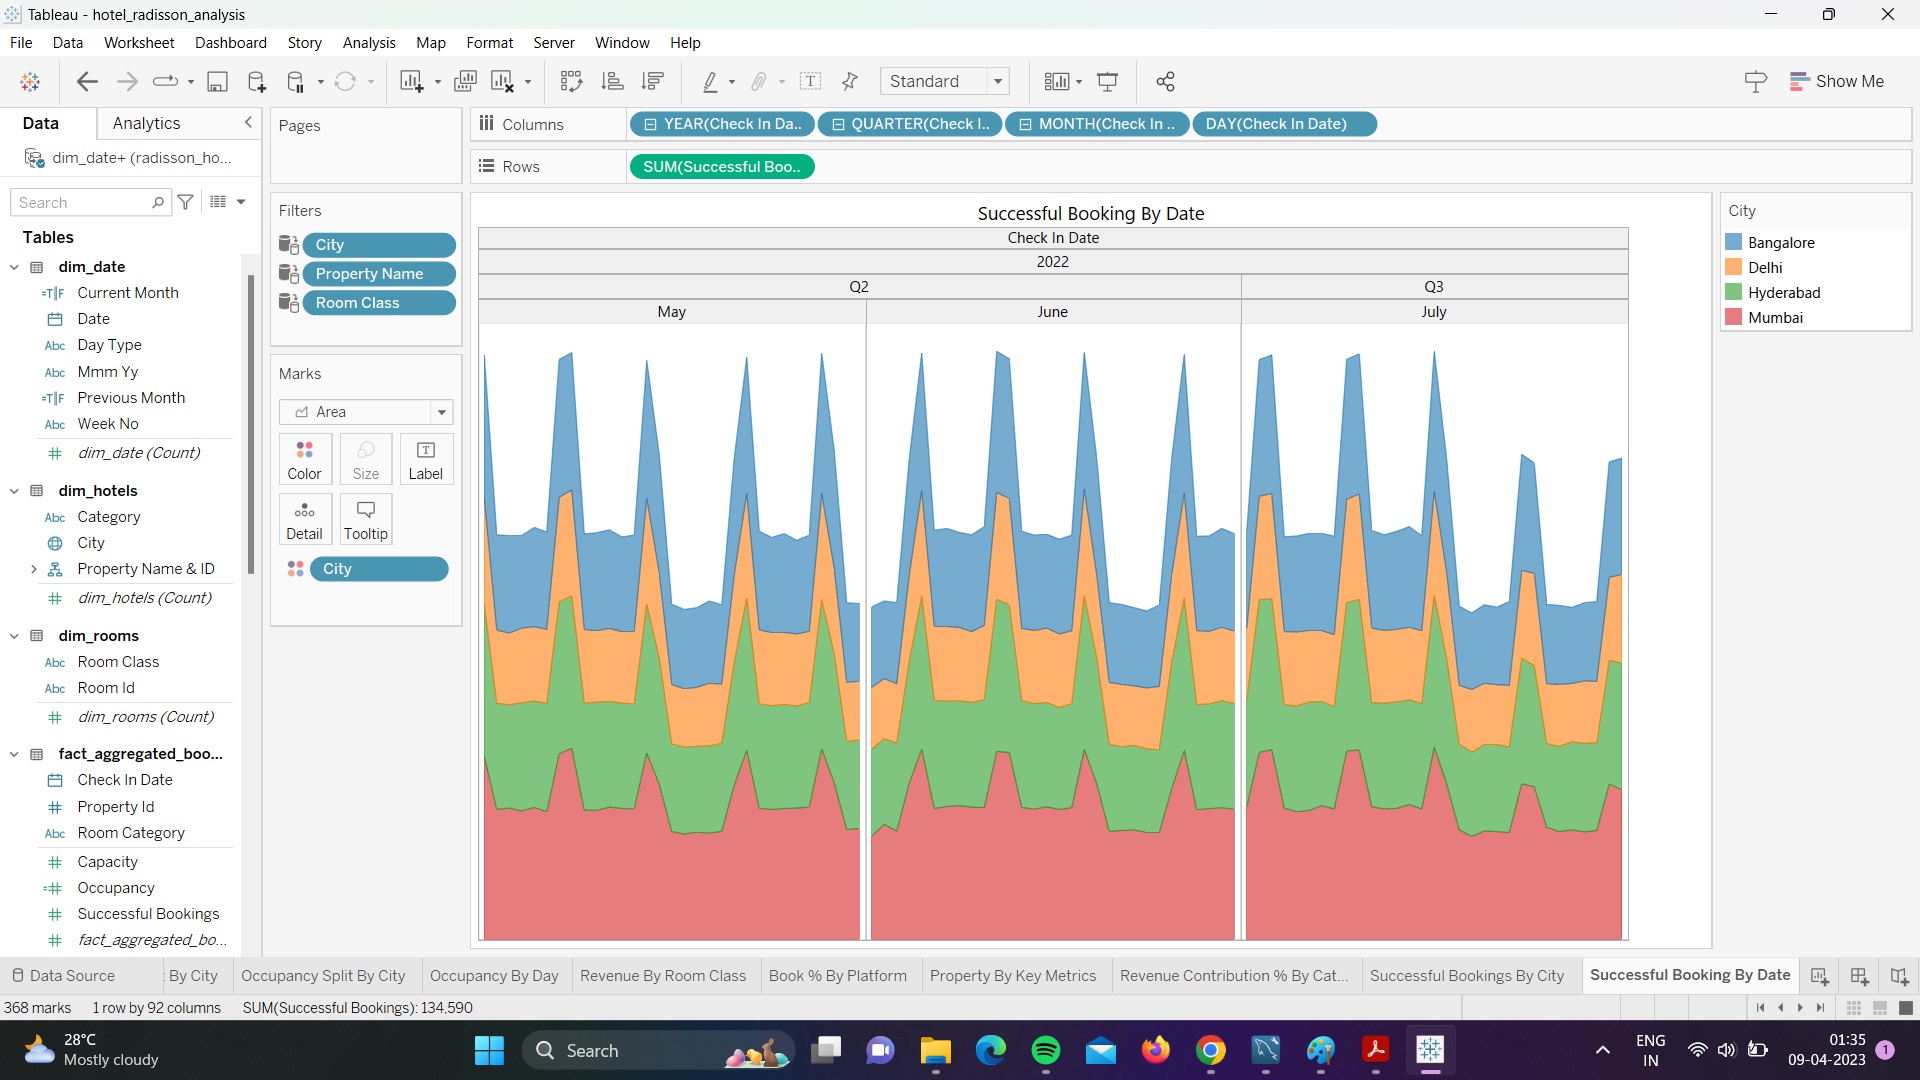 Tableau - hotel_radisson_analysis
File Data Worksheet Dashboard Story Analysis Map Format Server Window Help
Standard
Show Me
Data Analytics
dim_date+ (radisson_ho...
Search
Tables
dim_date
Current Month
Date
Abc Day Type
Abc Mmm Yy
Previous Month
Abc Week No
dim_date (Count)
dim_hotels
Abc Category
City
Property Name & ID
dim_hotels (Count)
dim_rooms
Abc Room Class
Abc Room Id
dim_rooms (Count)
fact_aggregated_boo...
Check In Date
Property Id
Abc Room Category
Capacity
Occupancy
Successful Bookings
fact_aggregated_bo...
Pages
Filters
City
Property Name
Room Class
Marks
Area
Color Size Label
Detail Tooltip
City
Columns YEAR(Check In Da.. QUARTER(Check I.. MONTH(Check In .. DAY(Check In Date)
Rows SUM(Successful Boo..
Successful Booking By Date
Check In Date
2022
Q2 Q3
May June July
City
Bangalore
Delhi
Hyderabad
Mumbai
Data Source : By City Occupancy Split By City Occupancy By Day Revenue By Room Class Book % By Platform Property By Key Metrics Revenue Contribution % By Cat... Successful Bookings By City Successful Booking By Date
368 marks 1 row by 92 columns SUM(Successful Bookings): 134,590
28°C
Mostly cloudy
Search
ENG
IN
01:35
09-04-2023
1